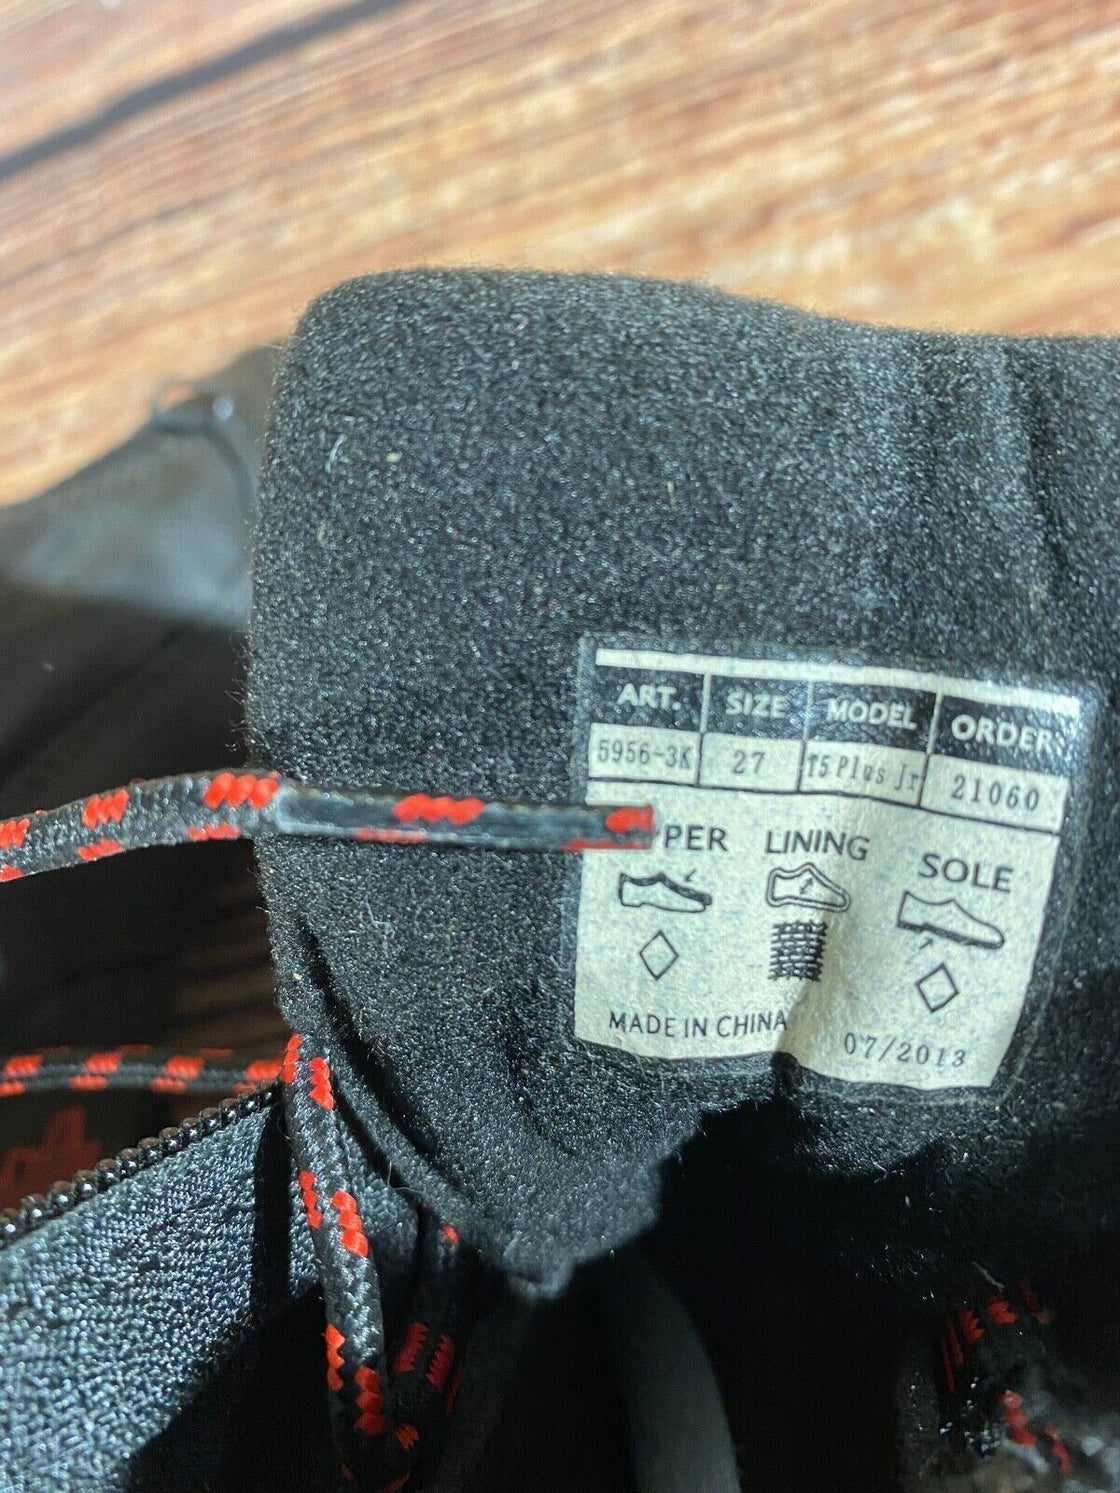 ART. SIZE MODEL ORDER:
5956-3K 27 T5 Plus Jr 21060
PER LINING SOLE
MADE IN CHINA 07/2013